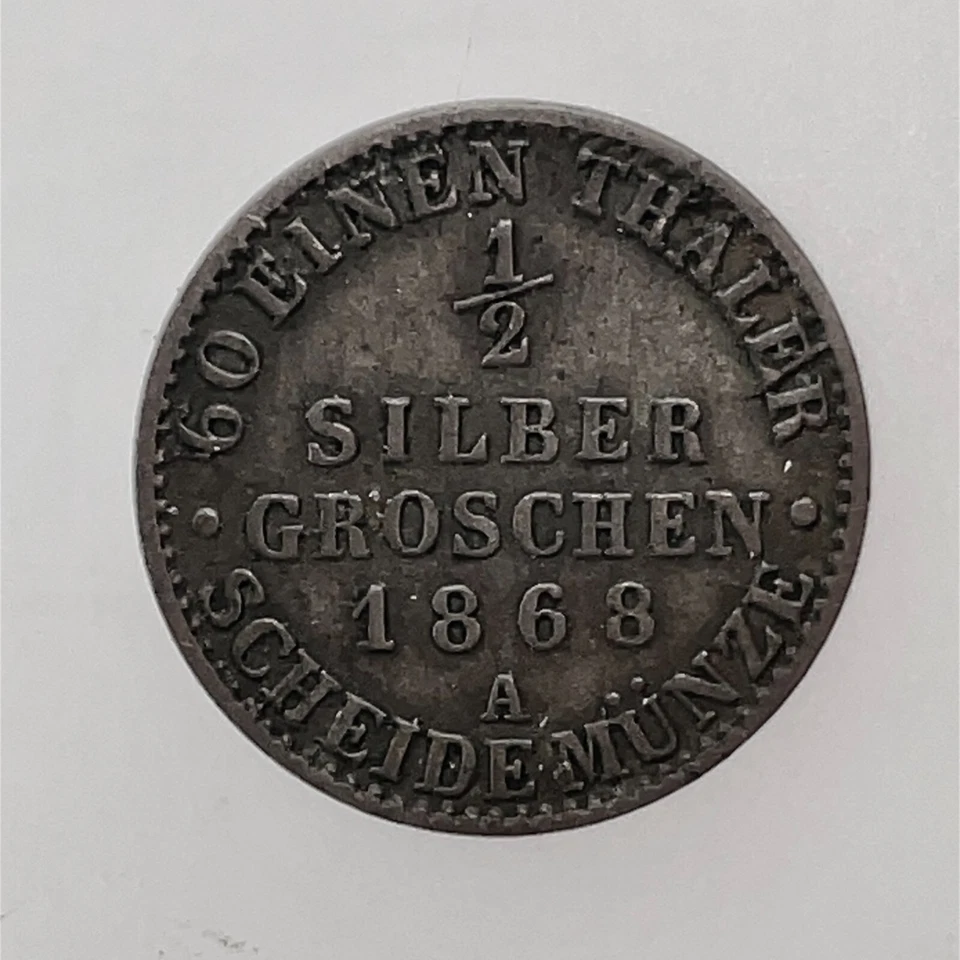 60 EINEN THALER
1/2
SILBER
GROSCHEN
1868
A
SCHEIDEMÜNZE